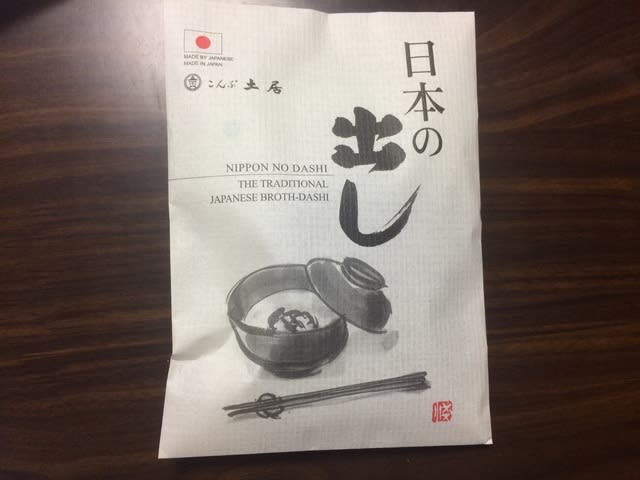 MADE BY JAPANESE
MADE IN JAPAN
こんぶ 土居
日本の
出し
NIPPON NO DASHI
THE TRADITIONAL
JAPANESE BROTH-DASHI